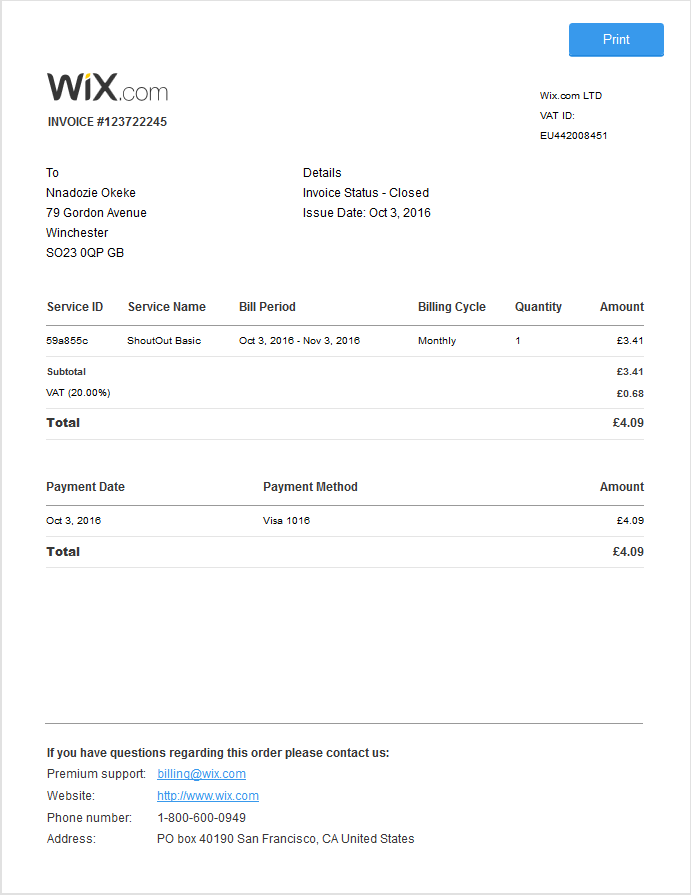 Print
WiX.com
INVOICE #123722245
Wix.com LTD
VAT ID:
EU442008451
To
Nnadozie Okeke
79 Gordon Avenue
Winchester
SO23 0QP GB
Details
Invoice Status - Closed
Issue Date: Oct 3, 2016
Service ID Service Name Bill Period Billing Cycle Quantity Amount
59a855c ShoutOut Basic Oct 3, 2016 - Nov 3, 2016 Monthly 1 £3.41
Subtotal £3.41
VAT (20.00%) £0.68
Total £4.09
Payment Date Payment Method Amount
Oct 3, 2016 Visa 1016 £4.09
Total £4.09
If you have questions regarding this order please contact us:
Premium support: billing@wix.com
Website: http://www.wix.com
Phone number: 1-800-600-0949
Address: PO box 40190 San Francisco, CA United States